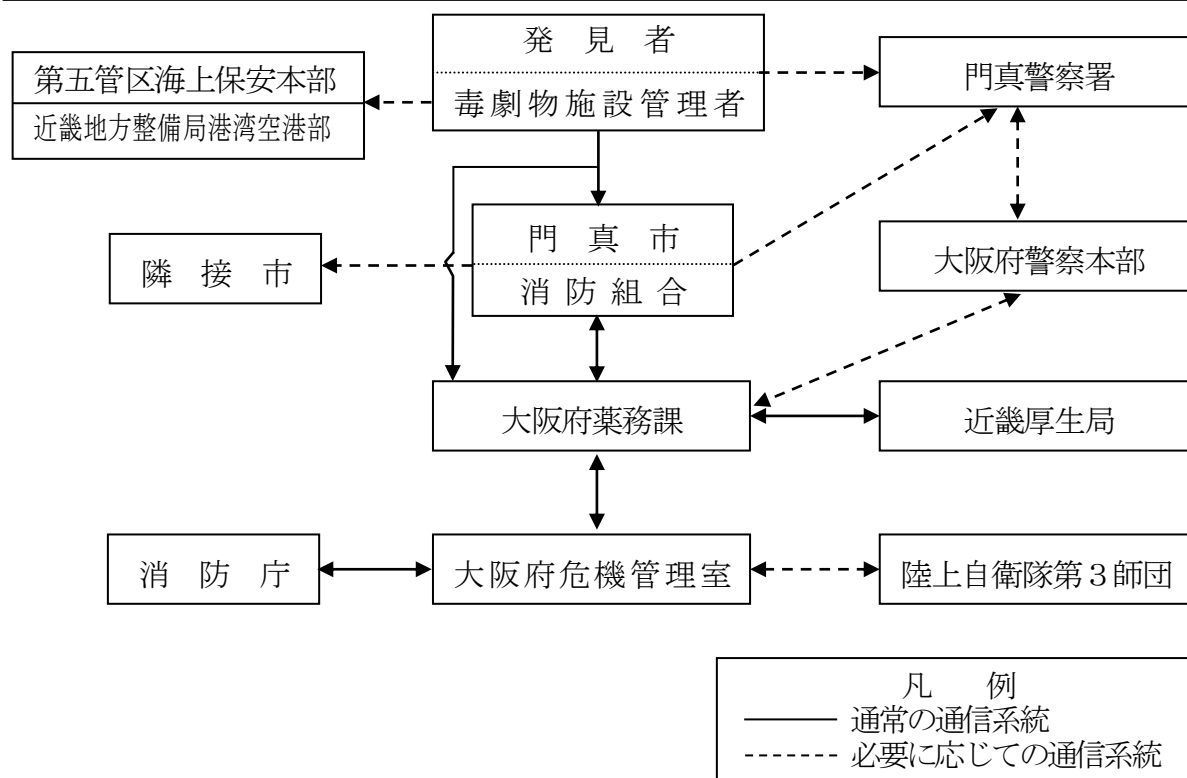 発見者
毒劇物施設管理者
第五管区海上保安本部
近畿地方整備局港湾空港部
門真警察署
門真市
消防組合
隣接市
大阪府警察本部
大阪府薬務課
近畿厚生局
消防庁
大阪府危機管理室
陸上自衛隊第3師団
凡例
通常の通信系統
必要に応じての通信系統